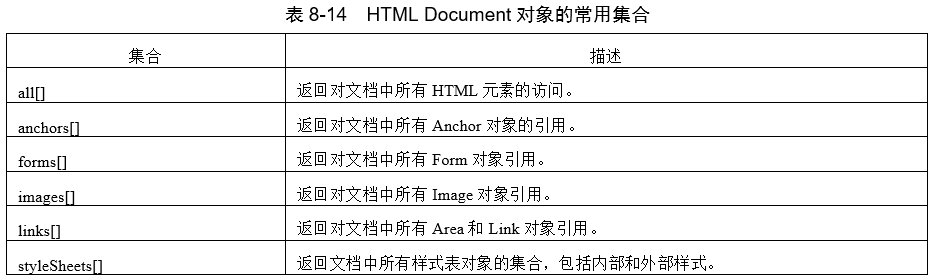 表 8-14 HTML Document 对象的常用集合
集合 描述
all[] 返回对文档中所有 HTML 元素的访问。
anchors[] 返回对文档中所有 Anchor 对象的引用。
forms[] 返回对文档中所有 Form 对象引用。
images[] 返回对文档中所有 Image 对象引用。
links[] 返回对文档中所有 Area 和 Link 对象引用。
styleSheets[] 返回文档中所有样式表对象的集合，包括内部和外部样式。